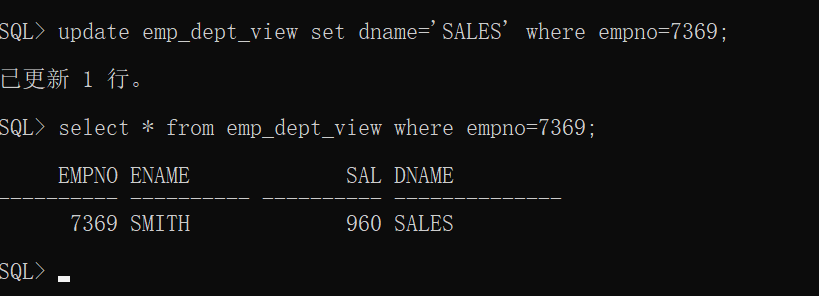 SQL> update emp_dept_view set dname='SALES' where empno=7369;
已更新 1 行。
SQL> select * from emp_dept_view where empno=7369;
EMPNO ENAME SAL DNAME
---------- ---------- ---------- --------------
7369 SMITH 960 SALES
SQL>